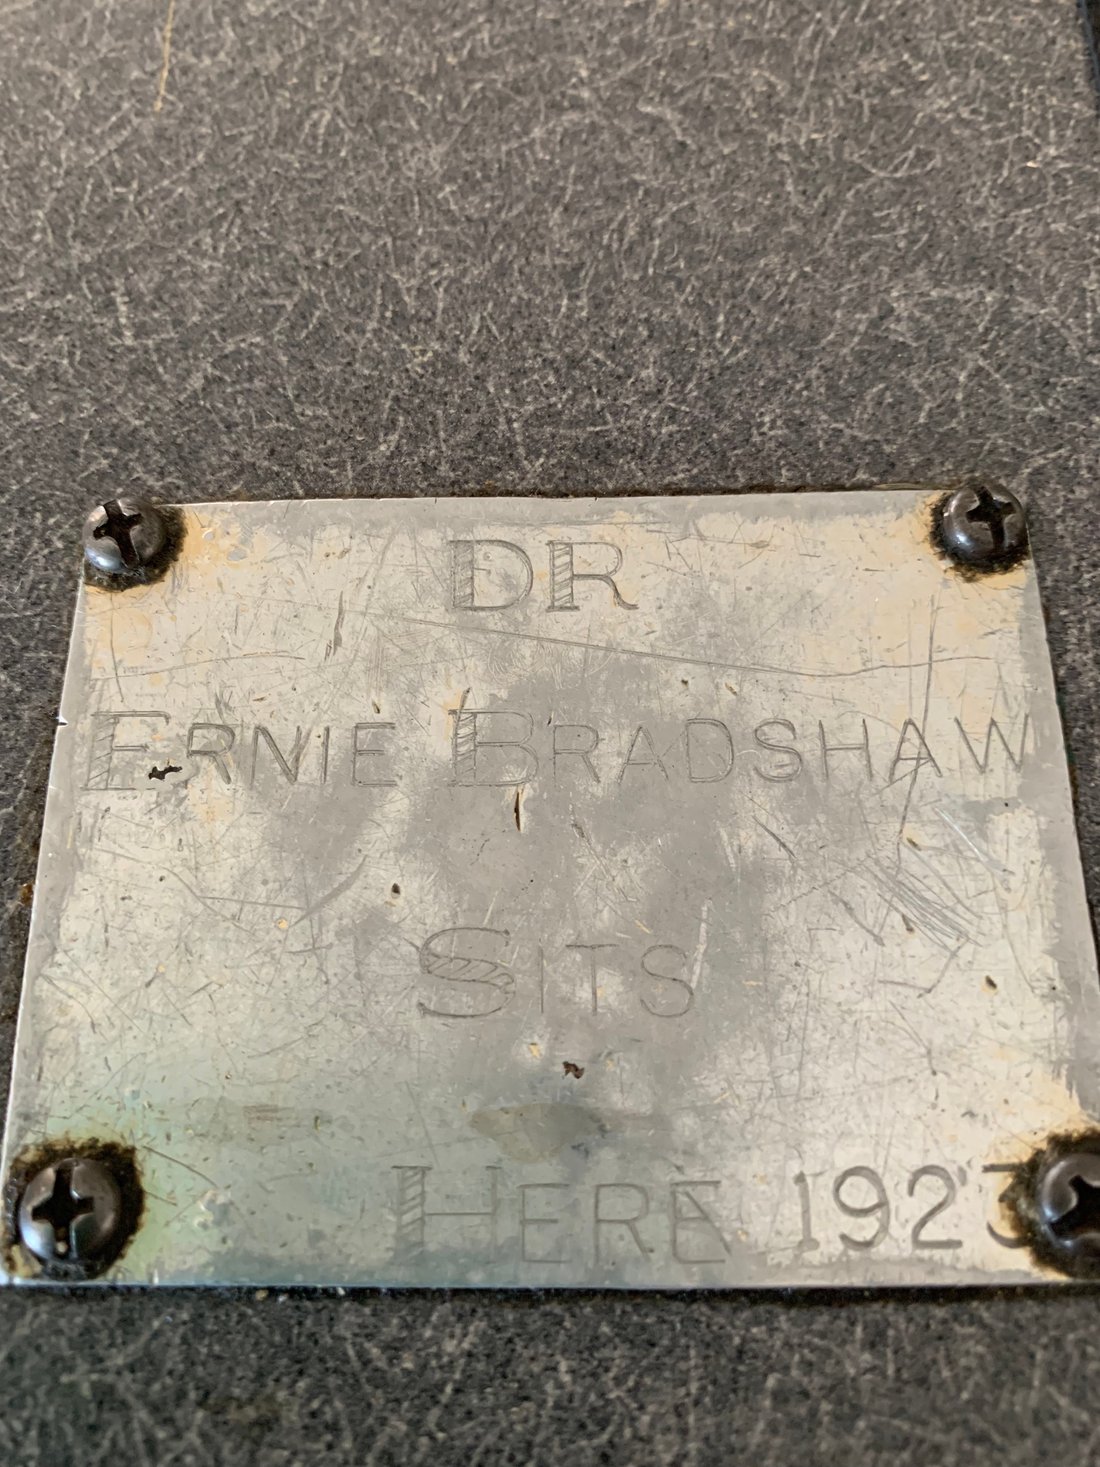 DR
ERNIE BRADSHAW
SITS
HERE 1923